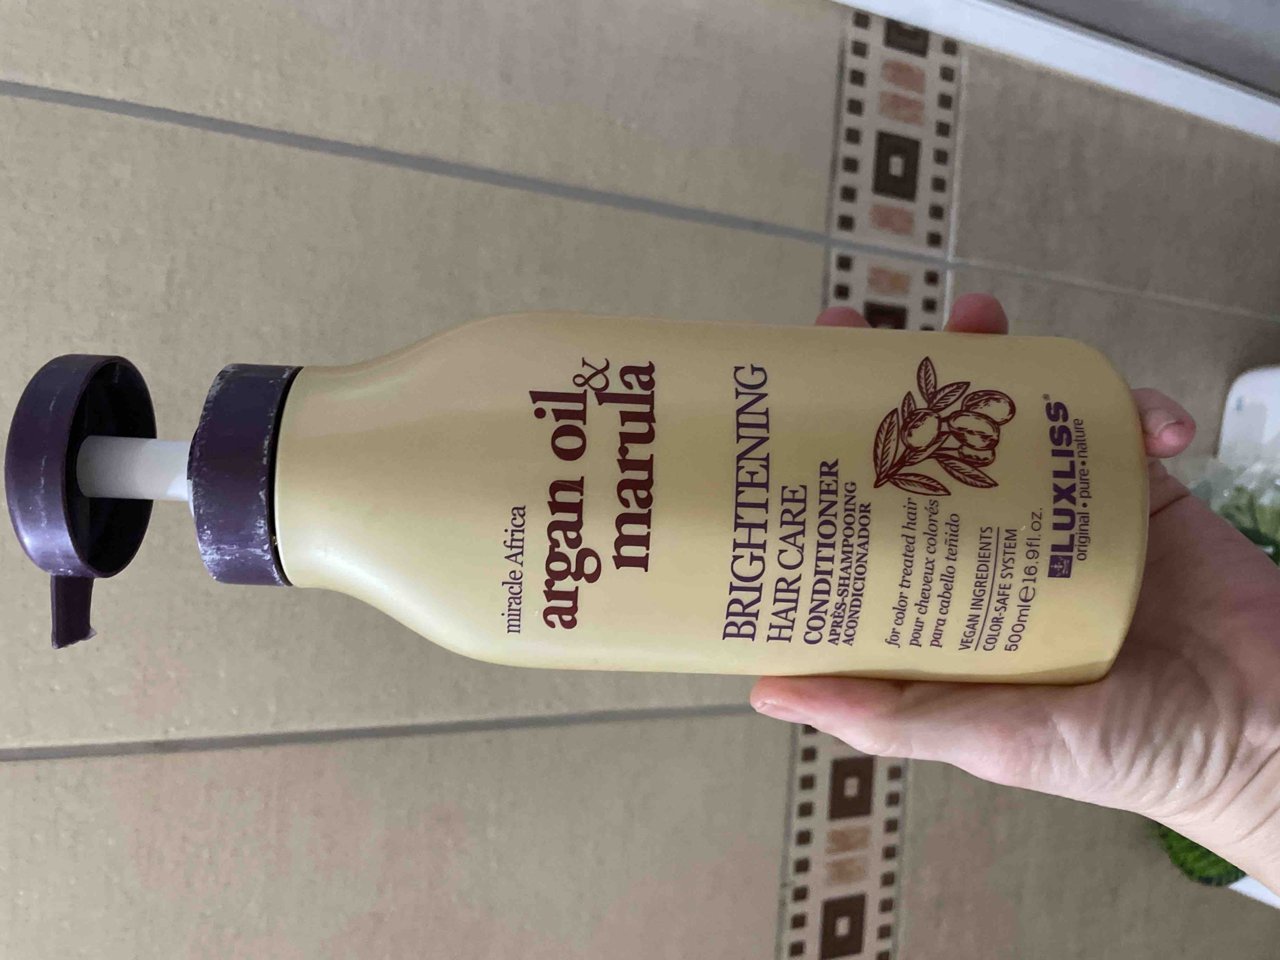 miracle Africa
argan oil
& marula
BRIGHTENING
HAIR CARE
CONDITIONER
APRÈS-SHAMPOOING
ACONDICIONADOR
for color treated hair
pour cheveux colorés
para cabello teñido
VEGAN INGREDIENTS
COLOR-SAFE SYSTEM
500ml℮16.9fl.oz.
LUXLISS®
original • pure • nature